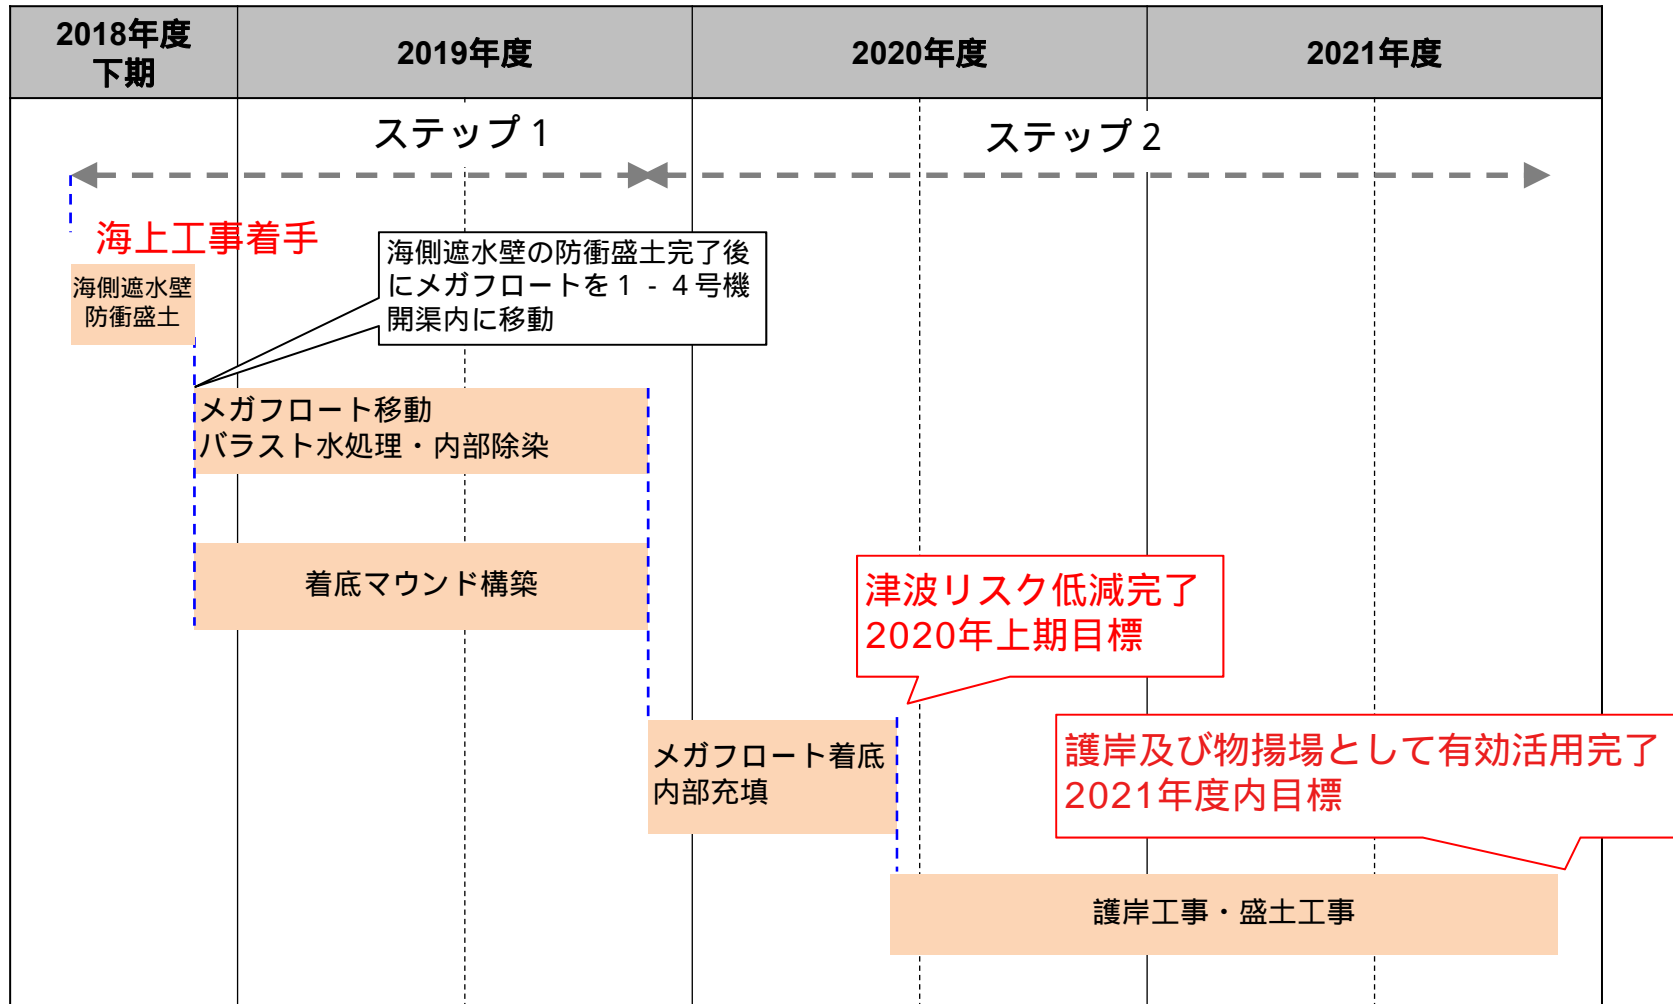 2018年度
下期
2019年度
2020年度
2021年度
ステップ１
ステップ２
海上工事着手
海側遮水壁
防衝盛土
海側遮水壁の防衝盛土完了後
にメガフロートを１‐４号機
開渠内に移動
メガフロート移動
バラスト水処理・内部除染
着底マウンド構築
津波リスク低減完了
2020年上期目標
メガフロート着底
内部充填
護岸及び物揚場として有効活用完了
2021年度内目標
護岸工事・盛土工事